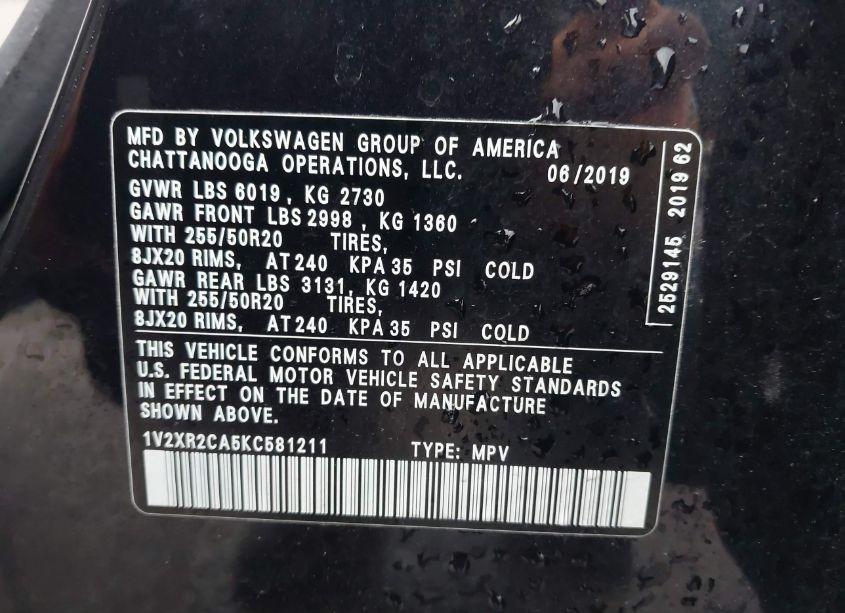 MFD BY VOLKSWAGEN GROUP OF AMERICA
CHATTANOOGA OPERATIONS, LLC. 06/2019
GVWR LBS 6019, KG 2730
GAWR FRONT LBS 2998, KG 1360
WITH 255/50R20 TIRES,
8JX20 RIMS, AT 240 KPA 35 PSI COLD
GAWR REAR LBS 3131, KG 1420
WITH 255/50R20 TIRES,
8JX20 RIMS, AT 240 KPA 35 PSI COLD
THIS VEHICLE CONFORMS TO ALL APPLICABLE
U.S. FEDERAL MOTOR VEHICLE SAFETY STANDARDS
IN EFFECT ON THE DATE OF MANUFACTURE
SHOWN ABOVE.
1V2XR2CA5KC581211 TYPE: MPV
2529145 2019 62